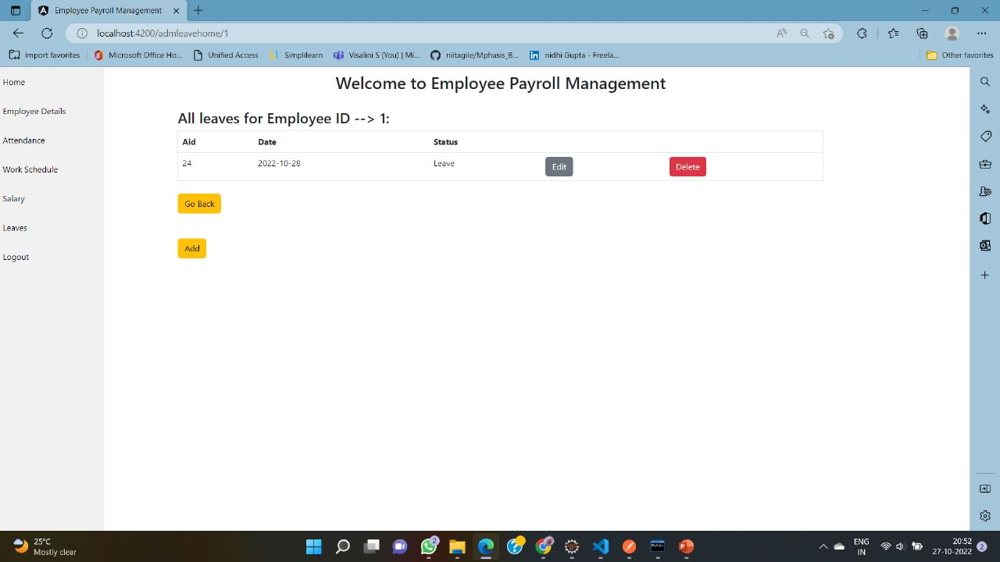 Employee Payroll Management
localhost:4200/admleavehome/1
Import favorites
Microsoft Office Ho...
Unified Access
Simplilearn
Visalini S (You) | Mi...
niitagile/Mphasis_B...
nidhi Gupta - Freela...
Other favorites
Home
Employee Details
Attendance
Work Schedule
Salary
Leaves
Logout
Welcome to Employee Payroll Management
All leaves for Employee ID --> 1:
Aid Date Status
24 2022-10-28 Leave Edit Delete
Go Back
Add
25°C
Mostly clear
2
ENG
IN
20:52
27-10-2022
2